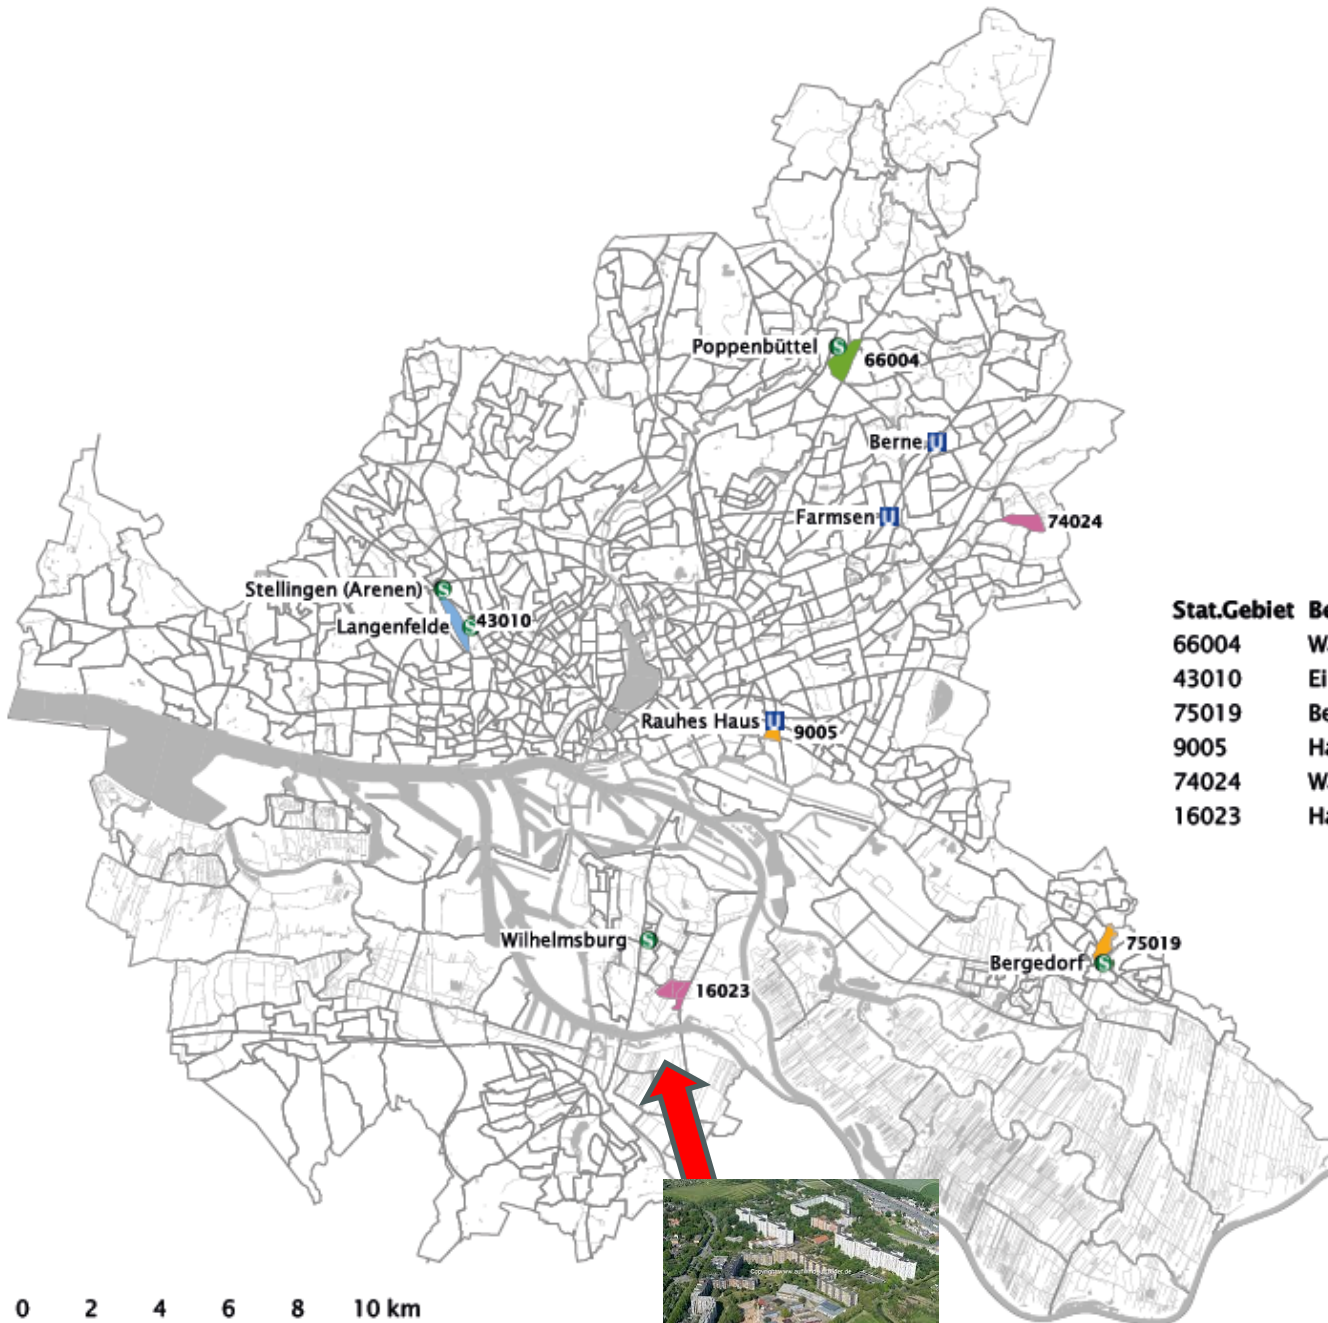 Poppenbüttel S 66004
Berne U
Farmsen U
74024
Stellingen (Arenen) S
Langenfelde S 43010
Rauhes Haus U 9005
Stat.Gebiet
66004
43010
75019
9005
74024
16023
Wilhelmsburg S
16023
75019
Bergedorf S
0 2 4 6 8 10 km